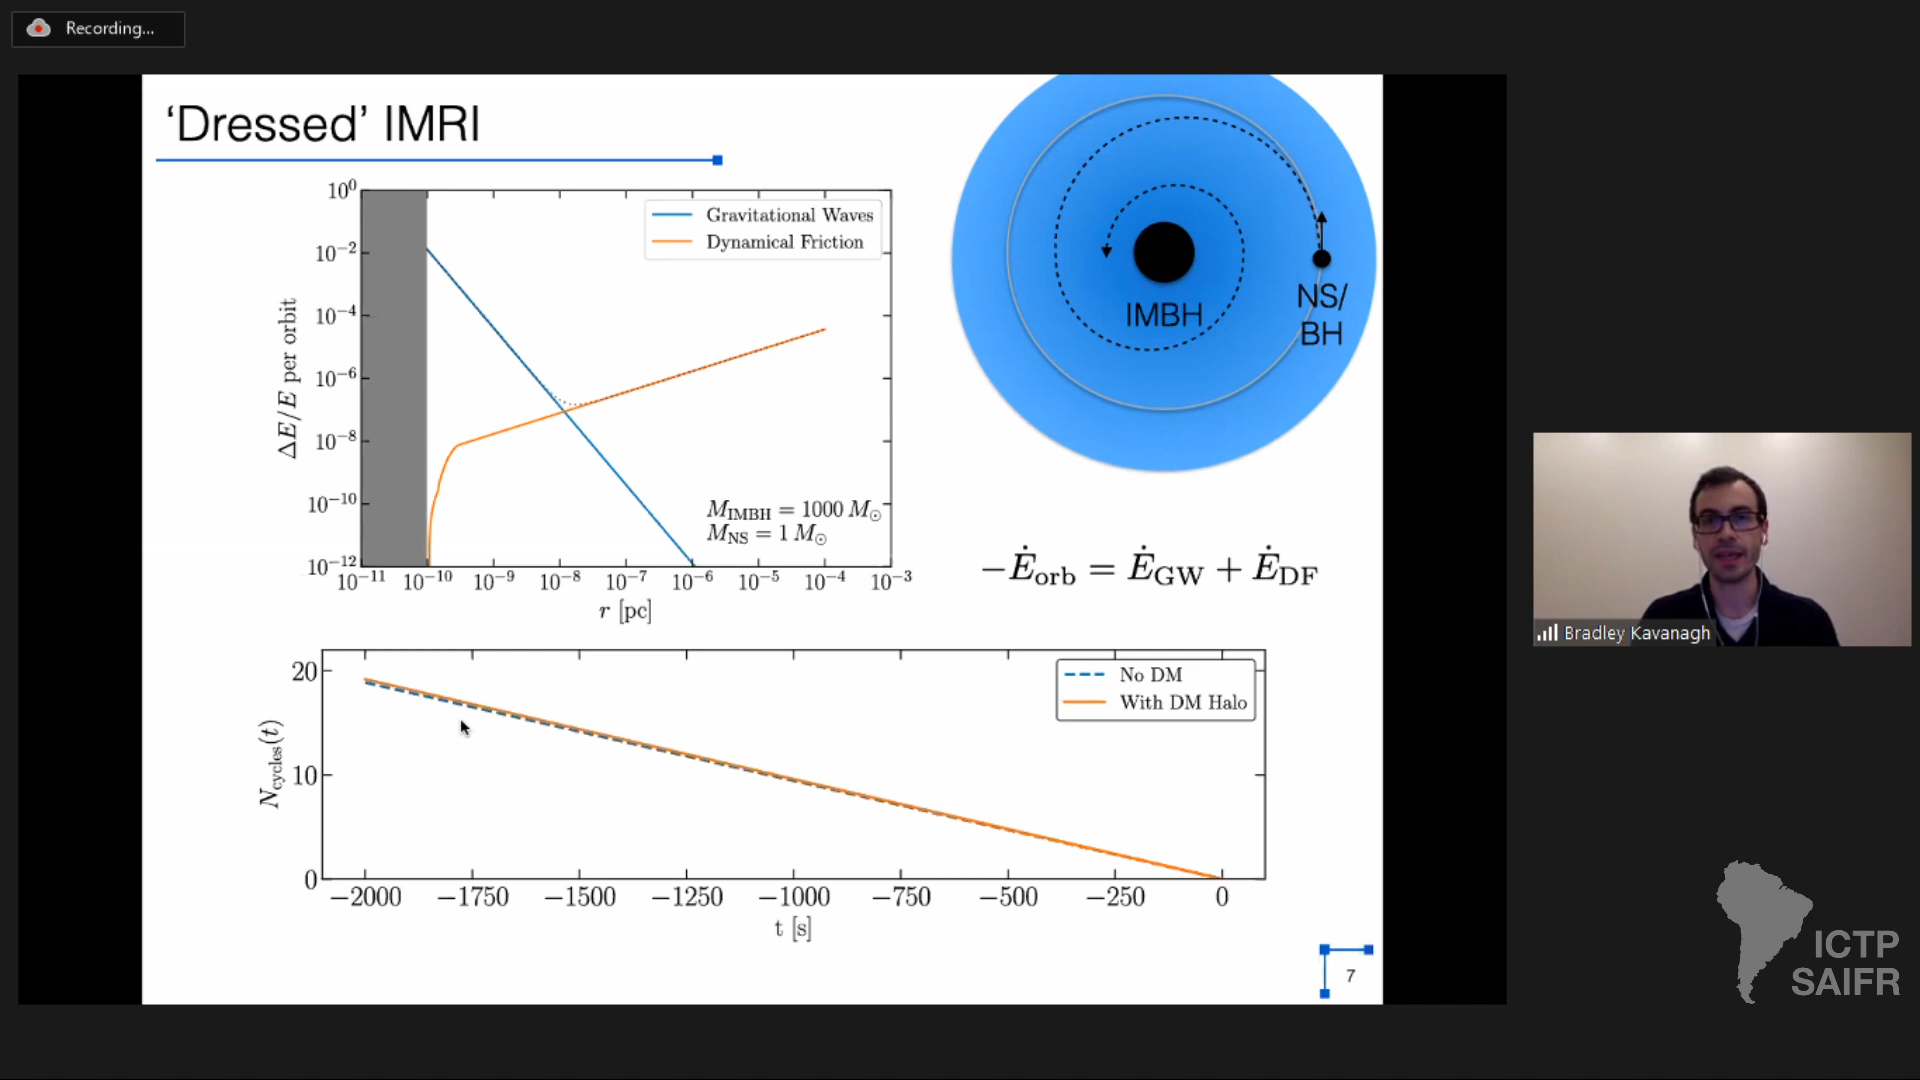 Recording...
‘Dressed’ IMRI
10⁰
10⁻²
10⁻⁴
10⁻⁶
10⁻⁸
10⁻¹⁰
10⁻¹²
ΔE/E per orbit
Gravitational Waves
Dynamical Friction
M_IMBH = 1000 M_⊙
M_NS = 1 M_⊙
10⁻¹¹ 10⁻¹⁰ 10⁻⁹ 10⁻⁸ 10⁻⁷ 10⁻⁶ 10⁻⁵ 10⁻⁴ 10⁻³
r [pc]
IMBH
NS/
BH
−Ė_orb = Ė_GW + Ė_DF
20
10
0
N_cycles(t)
No DM
With DM Halo
−2000 −1750 −1500 −1250 −1000 −750 −500 −250 0
t [s]
7
Bradley Kavanagh
ICTP
SAIFR